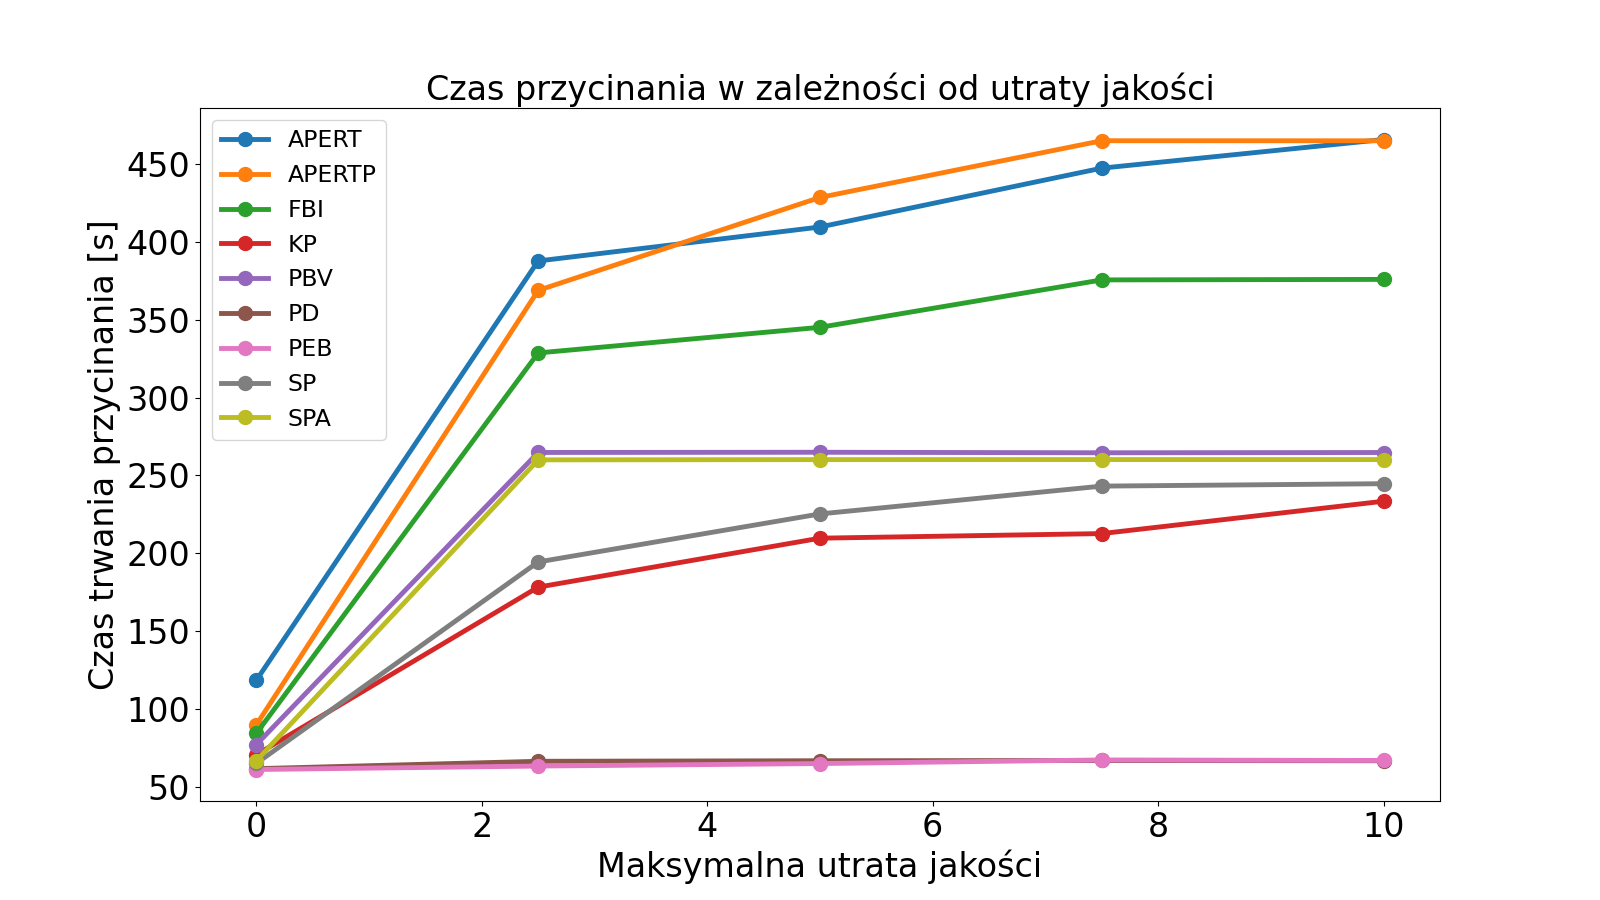 Czas przycinania w zależności od utraty jakości
APERT
APERTP
FBI
KP
PBV
PD
PEB
SP
SPA
Czas trwania przycinania [s]
450
400
350
300
250
200
150
100
50
0 2 4 6 8 10
Maksymalna utrata jakości